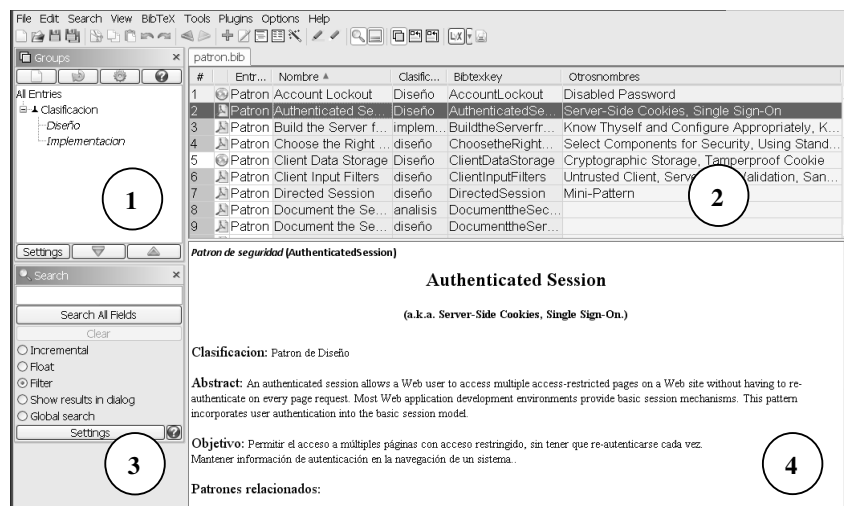 File Edit Search View BibTeX Tools Plugins Options Help
Groups
patron.bib
# Entr... Nombre Clasific... Bibtexkey Otrosnombres
All Entries
Clasificacion
Diseño
Implementacion
1 Patron Account Lockout Diseño AccountLockout Disabled Password
2 Patron Authenticated Se... Diseño AuthenticatedSe... Server-Side Cookies, Single Sign-On
3 Patron Build the Server f... implem... BuildtheServerfr... Know Thyself and Configure Appropriately, K...
4 Patron Choose the Right ... diseño ChoosetheRight... Select Components for Security, Using Stand...
5 Patron Client Data Storage Diseño ClientDataStorage Cryptographic Storage, Tamperproof Cookie
6 Patron Client Input Filters diseño ClientInputFilters Untrusted Client, San...
7 Patron Directed Session diseño DirectedSession Mini-Pattern
8 Patron Document the Se... analisis DocumenttheSec...
9 Patron Document the Se... diseño DocumenttheSer...
1
2
Settings
Search
Search All Fields
Clear
Incremental
Float
Filter
Show results in dialog
Global search
Settings
3
Patron de seguridad (AuthenticatedSession)
Authenticated Session
(a.k.a. Server-Side Cookies, Single Sign-On.)
Clasificacion: Patron de Diseño
Abstract: An authenticated session allows a Web user to access multiple access-restricted pages on a Web site without having to re-
authenticate on every page request. Most Web application development environments provide basic session mechanisms. This pattern
incorporates user authentication into the basic session model.
Objetivo: Permitir el acceso a múltiples páginas con acceso restringido, sin tener que re-autenticarse cada vez.
Mantener información de autenticación en la navegación de un sistema..
Patrones relacionados:
4